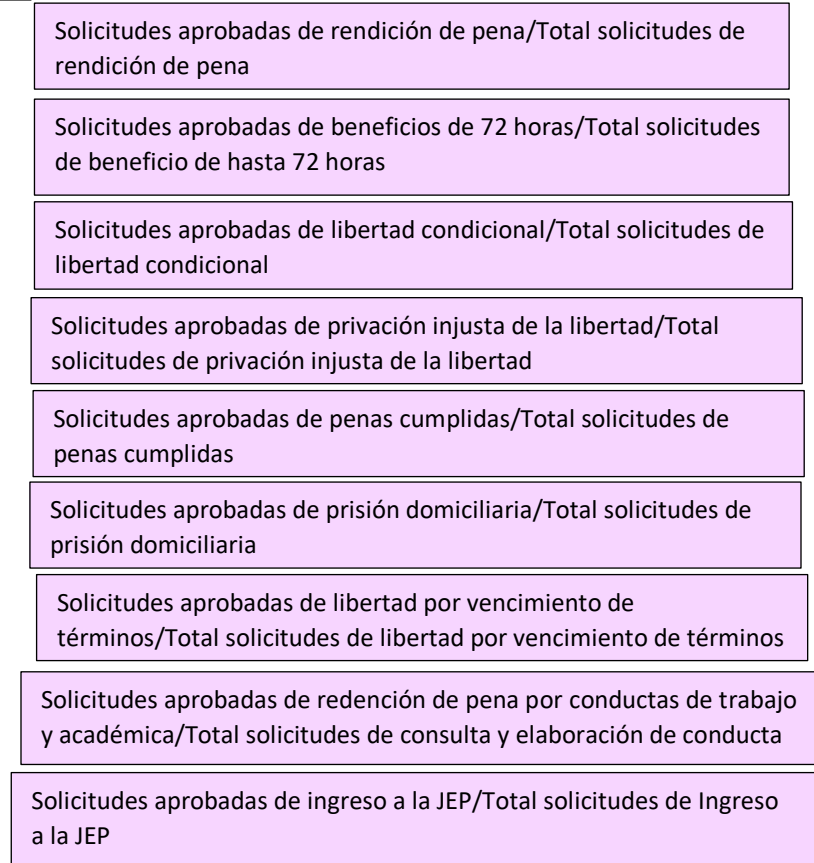 Solicitudes aprobadas de rendición de pena/Total solicitudes de
rendición de pena
Solicitudes aprobadas de beneficios de 72 horas/Total solicitudes
de beneficio de hasta 72 horas
Solicitudes aprobadas de libertad condicional/Total solicitudes de
libertad condicional
Solicitudes aprobadas de privación injusta de la libertad/Total
solicitudes de privación injusta de la libertad
Solicitudes aprobadas de penas cumplidas/Total solicitudes de
penas cumplidas
Solicitudes aprobadas de prisión domiciliaria/Total solicitudes de
prisión domiciliaria
Solicitudes aprobadas de libertad por vencimiento de
términos/Total solicitudes de libertad por vencimiento de términos
Solicitudes aprobadas de redención de pena por conductas de trabajo
y académica/Total solicitudes de consulta y elaboración de conducta
Solicitudes aprobadas de ingreso a la JEP/Total solicitudes de Ingreso
a la JEP